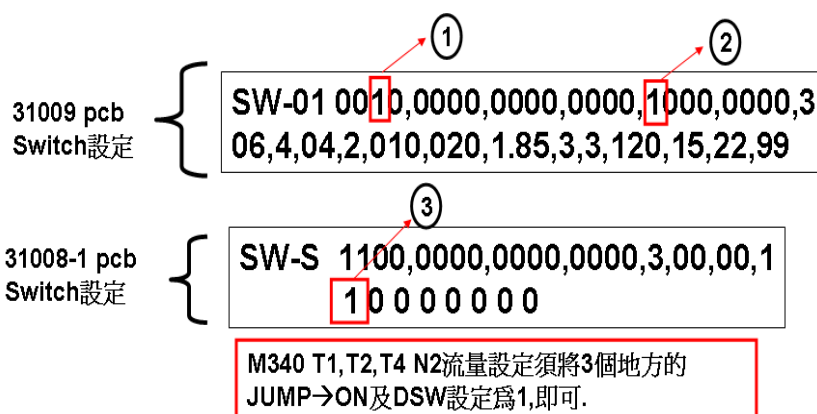 ① ②
31009 pcb
Switch設定
SW-01 0010,0000,0000,0000,1000,0000,3
06,4,04,2,010,020,1.85,3,3,120,15,22,99
③
31008-1 pcb
Switch設定
SW-S 1100,0000,0000,0000,3,00,00,1
1 0 0 0 0 0 0 0
M340 T1,T2,T4 N2流量設定須將3個地方的
JUMP→ON及DSW設定爲1,即可.